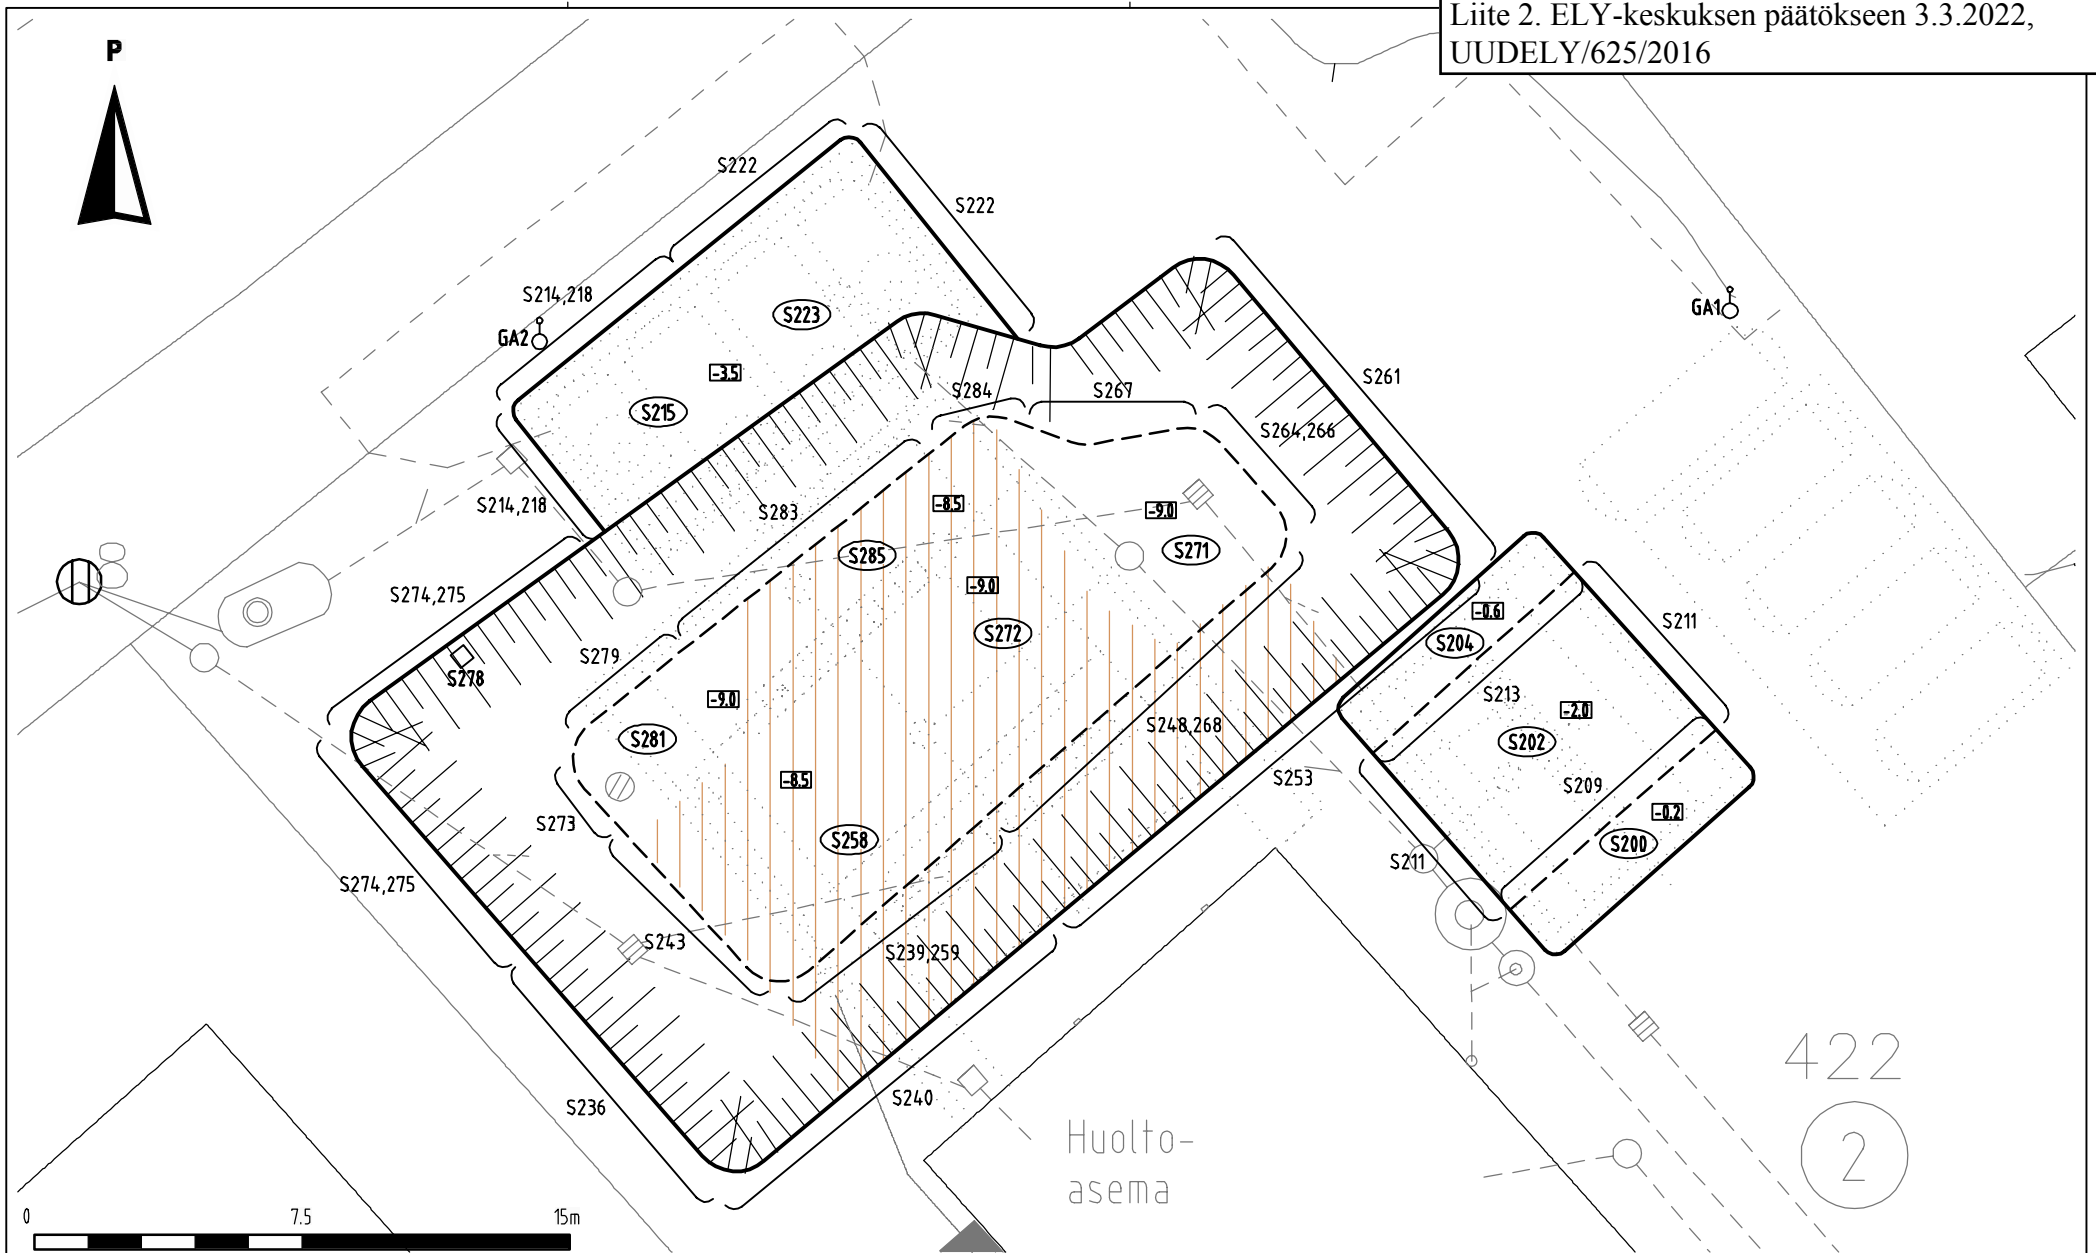 Liite 2. ELY-keskuksen päätökseen 3.3.2022,
UUDELY/625/2016
P
S222
S222
S214,218
GA2
S223
-3.5
S215
S214,218
S284
S267
S261
GA1
S264,266
S283
-8.5
-9.0
S285
S271
-9.0
S272
S274,275
S279
S278
-9.0
S281
-8.5
S258
S273
S248,268
S253
-0.6
S204
S211
S213
-2.0
S202
S209
-0.2
S200
S211
S274,275
S243
S239,259
S236
S240
422
2
Huolto-
asema
0 7.5 15m